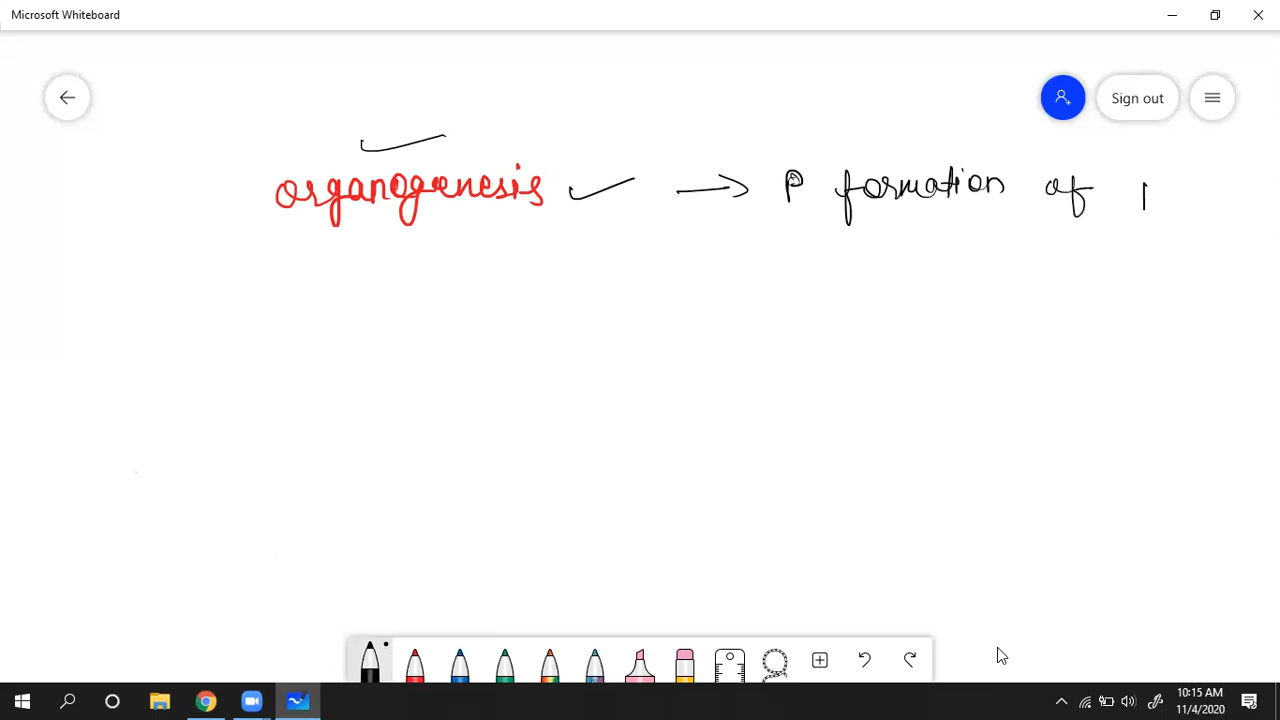 Microsoft Whiteboard
Sign out
organogenesis → P formation of
10:15 AM
11/4/2020